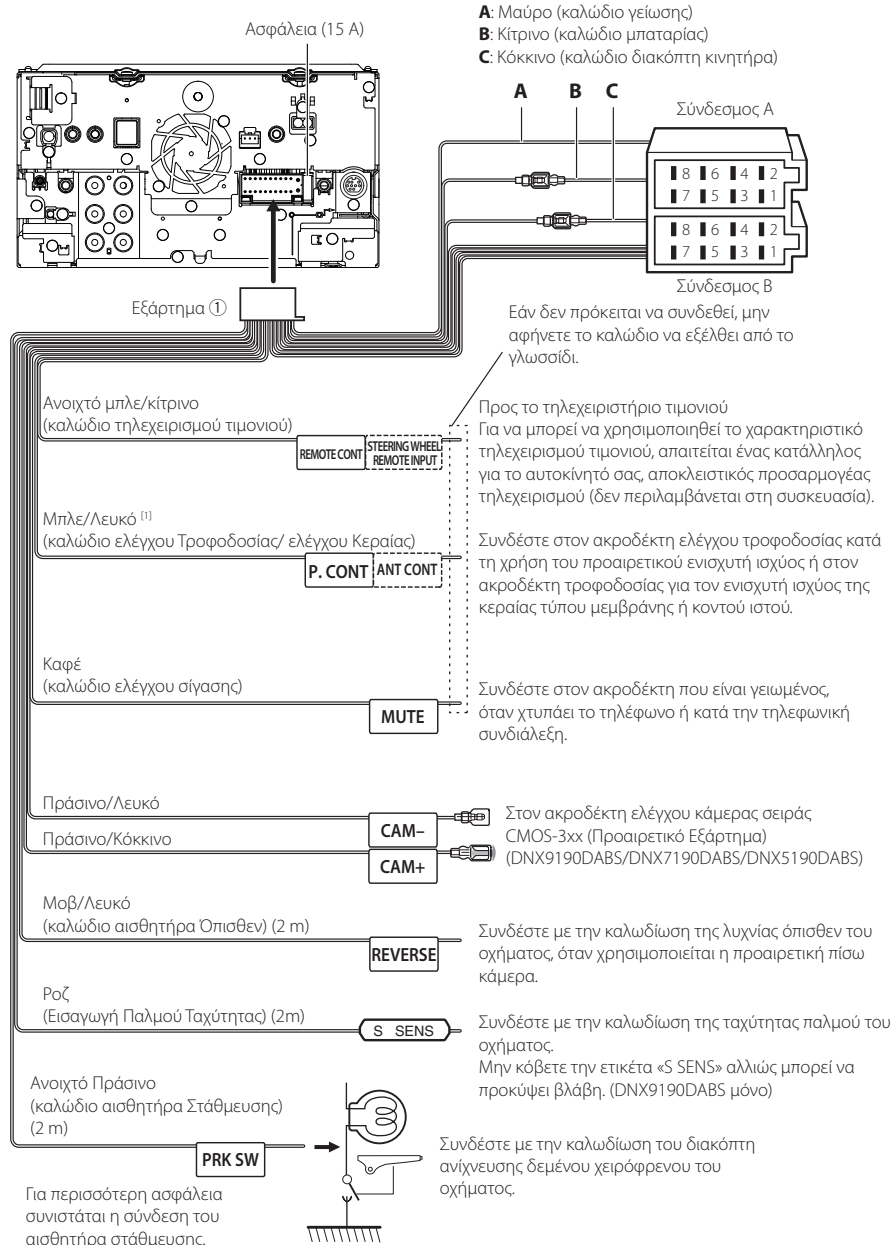 Ασφάλεια (15 A)
A: Μαύρο (καλώδιο γείωσης)
B: Κίτρινο (καλώδιο μπαταρίας)
C: Κόκκινο (καλώδιο διακόπτη κινητήρα)
A B C
Σύνδεσμος A
8 6 4 2
7 5 3 1
8 6 4 2
7 5 3 1
Σύνδεσμος B
Εξάρτημα ①
Εάν δεν πρόκειται να συνδεθεί, μην
αφήνετε το καλώδιο να εξέλθει από το
γλωσσίδι.
Ανοιχτό μπλε/κίτρινο
(καλώδιο τηλεχειρισμού τιμονιού)
REMOTE CONT
STEERING WHEEL
REMOTE INPUT
Προς το τηλεχειριστήριο τιμονιού
Για να μπορεί να χρησιμοποιηθεί το χαρακτηριστικό
τηλεχειρισμού τιμονιού, απαιτείται ένας κατάλληλος
για το αυτοκίνητό σας, αποκλειστικός προσαρμογέας
τηλεχειρισμού (δεν περιλαμβάνεται στη συσκευασία).
Μπλε/Λευκό [1]
(καλώδιο ελέγχου Τροφοδοσίας/ ελέγχου Κεραίας)
P. CONT
ANT CONT
Συνδέστε στον ακροδέκτη ελέγχου τροφοδοσίας κατά
τη χρήση του προαιρετικού ενισχυτή ισχύος ή στον
ακροδέκτη τροφοδοσίας για τον ενισχυτή ισχύος της
κεραίας τύπου μεμβράνης ή κοντού ιστού.
Καφέ
(καλώδιο ελέγχου σίγασης)
MUTE
Συνδέστε στον ακροδέκτη που είναι γειωμένος,
όταν χτυπάει το τηλέφωνο ή κατά την τηλεφωνική
συνδιάλεξη.
Πράσινο/Λευκό
CAM–
Πράσινο/Κόκκινο
CAM+
Στον ακροδέκτη ελέγχου κάμερας σειράς
CMOS-3xx (Προαιρετικό Εξάρτημα)
(DNX9190DABS/DNX7190DABS/DNX5190DABS)
Μοβ/Λευκό
(καλώδιο αισθητήρα Όπισθεν) (2 m)
REVERSE
Συνδέστε με την καλωδίωση της λυχνίας όπισθεν του
οχήματος, όταν χρησιμοποιείται η προαιρετική πίσω
κάμερα.
Ροζ
(Εισαγωγή Παλμού Ταχύτητας) (2m)
S SENS
Συνδέστε με την καλωδίωση της ταχύτητας παλμού του
οχήματος.
Μην κόβετε την ετικέτα «S SENS» αλλιώς μπορεί να
προκύψει βλάβη. (DNX9190DABS μόνο)
Ανοιχτό Πράσινο
(καλώδιο αισθητήρα Στάθμευσης)
(2 m)
PRK SW
Συνδέστε με την καλωδίωση του διακόπτη
ανίχνευσης δεμένου χειρόφρενου του
οχήματος.
Για περισσότερη ασφάλεια
συνιστάται η σύνδεση του
αισθητήρα στάθμευσης.